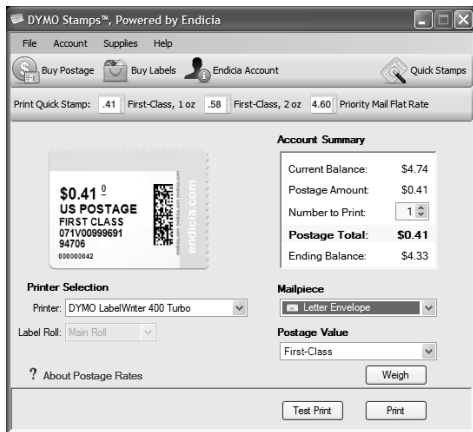 DYMO Stamps™, Powered by Endicia
File Account Supplies Help
Buy Postage Buy Labels Endicia Account Quick Stamps
Print Quick Stamp: .41 First-Class, 1 oz .58 First-Class, 2 oz 4.60 Priority Mail Flat Rate
Account Summary
Current Balance: $4.74
Postage Amount: $0.41
Number to Print: 1
Postage Total: $0.41
Ending Balance: $4.33
$0.41 0
US POSTAGE
FIRST CLASS
071V00999691
94706
000000042
endicia.com
endicia.com
Printer Selection
Printer: DYMO LabelWriter 400 Turbo
Label Roll: Main Roll
Mailpiece
Letter Envelope
Postage Value
First-Class
? About Postage Rates
Weigh
Test Print Print